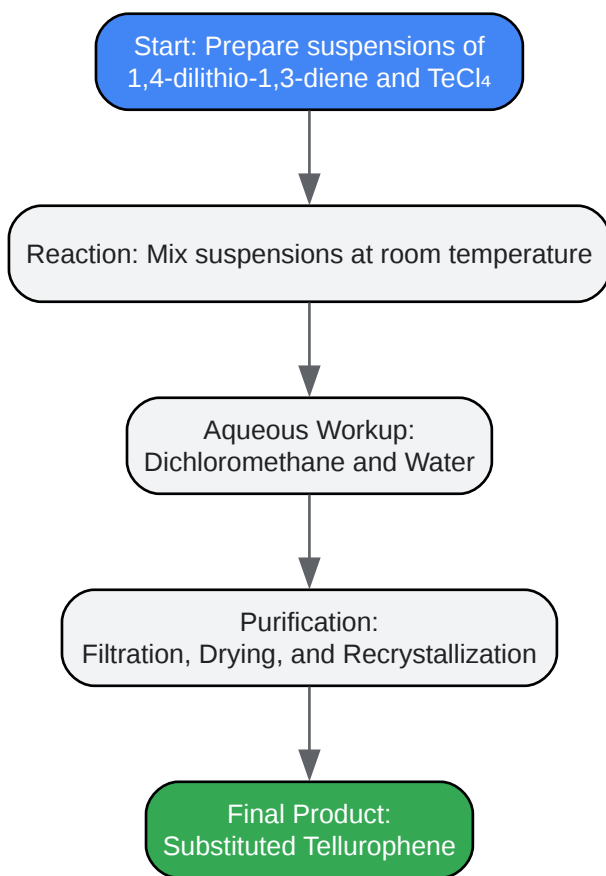 Start: Prepare suspensions of
1,4-dilithio-1,3-diene and TeCl₄
Reaction: Mix suspensions at room temperature
Aqueous Workup:
Dichloromethane and Water
Purification:
Filtration, Drying, and Recrystallization
Final Product:
Substituted Tellurophene